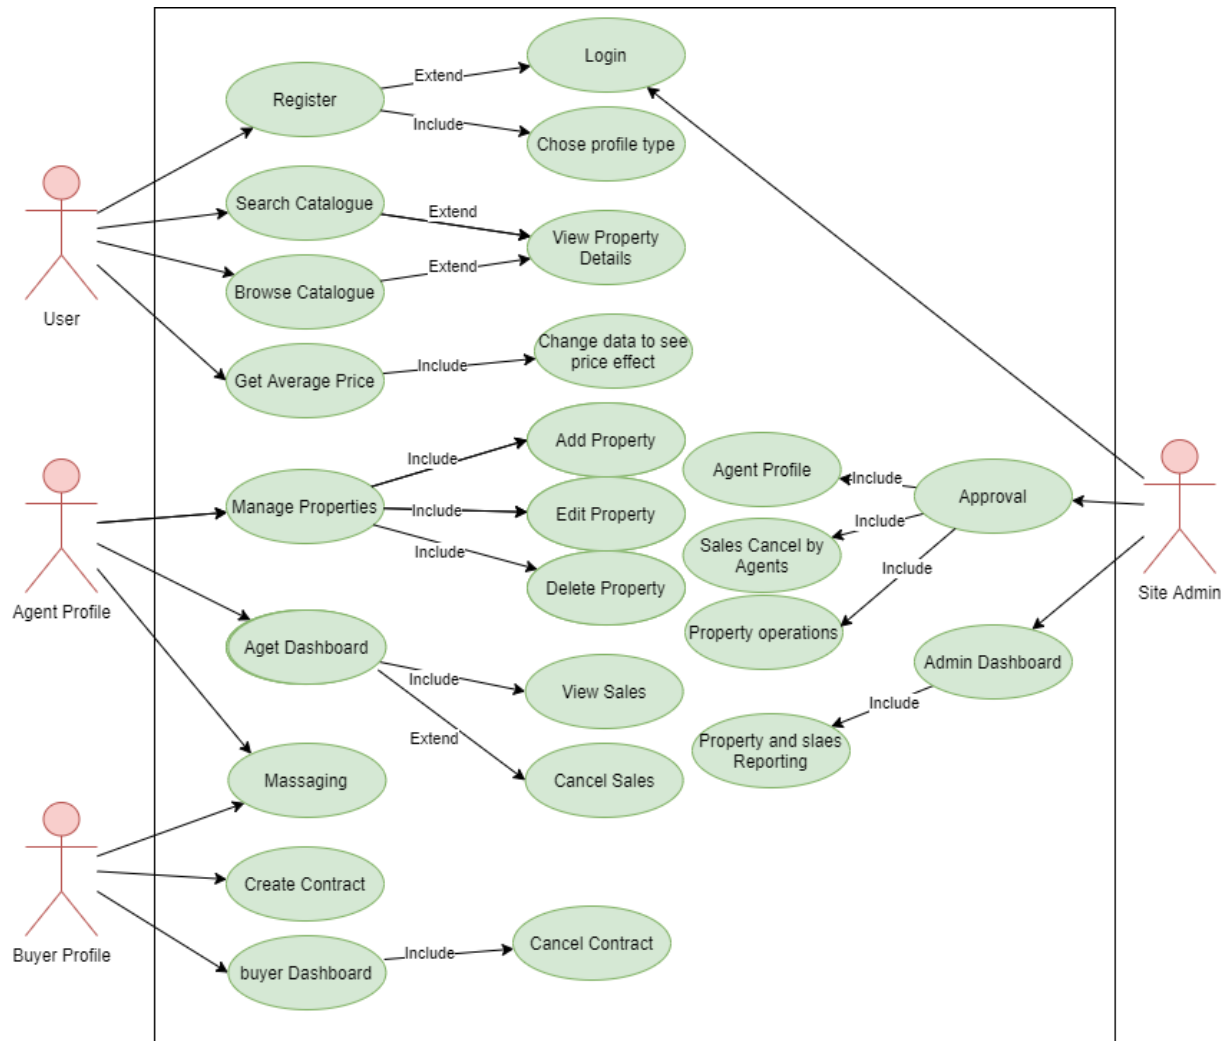 Login
Extend
Register
Include
Chose profile type
Search Catalogue
Extend
View Property
Details
Extend
Browse Catalogue
User
Change data to see
price effect
Include
Get Average Price
Add Property
Include
Agent Profile
Include
Approval
Manage Properties
Include
Edit Property
Include
Sales Cancel by
Agents
Include
Include
Delete Property
Site Admin
Agent Profile
Property operations
Aget Dashboard
Admin Dashboard
Include
View Sales
Include
Extend
Property and slaes
Reporting
Massaging
Cancel Sales
Create Contract
Buyer Profile
Include
Cancel Contract
buyer Dashboard